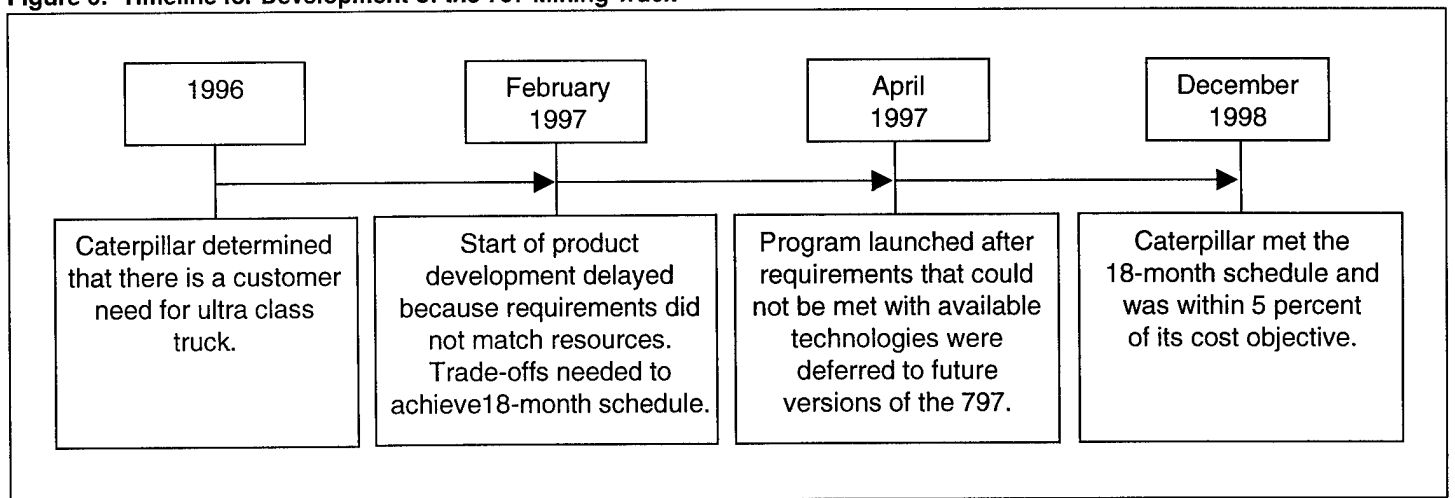 Figure 3: Timeline for Development of the 797 Mining Truck
1996
February
1997
April
1997
December
1998
Caterpillar determined
that there is a customer
need for ultra class
truck.
Start of product
development delayed
because requirements did
not match resources.
Trade-offs needed to
achieve18-month schedule.
Program launched after
requirements that could
not be met with available
technologies were
deferred to future
versions of the 797.
Caterpillar met the
18-month schedule and
was within 5 percent
of its cost objective.